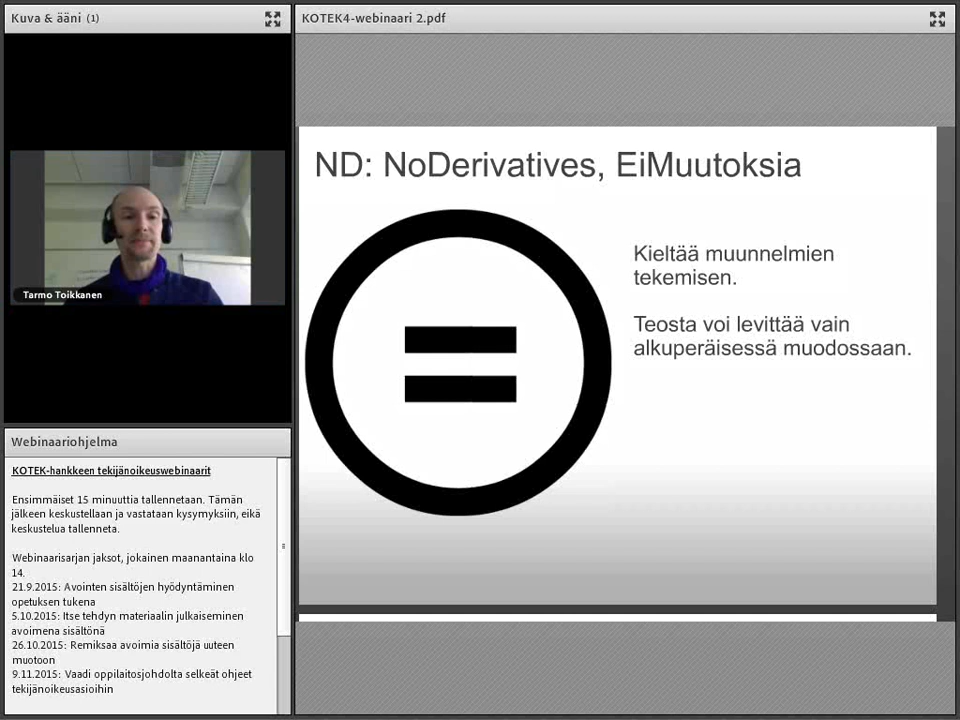 Kuva & ääni (1)
Tarmo Toikkanen
Webinaariohjelma
KOTEK-hankkeen tekijänoikeuswebinaarit
Ensimmäiset 15 minuuttia tallennetaan. Tämän
jälkeen keskustellaan ja vastataan kysymyksiin, eikä
keskustelua tallenneta.
Webinaarisarjan jaksot, jokainen maanantaina klo
14.
21.9.2015: Avointen sisältöjen hyödyntäminen
opetuksen tukena
5.10.2015: Itse tehdyn materiaalin julkaiseminen
avoimena sisältönä
26.10.2015: Remiksaa avoimia sisältöjä uuteen
muotoon
9.11.2015: Vaadi oppilaitosjohdolta selkeät ohjeet
tekijänoikeusasioihin
KOTEK4-webinaari 2.pdf
ND: NoDerivatives, EiMuutoksia
Kieltää muunnelmien
tekemisen.
Teosta voi levittää vain
alkuperäisessä muodossaan.